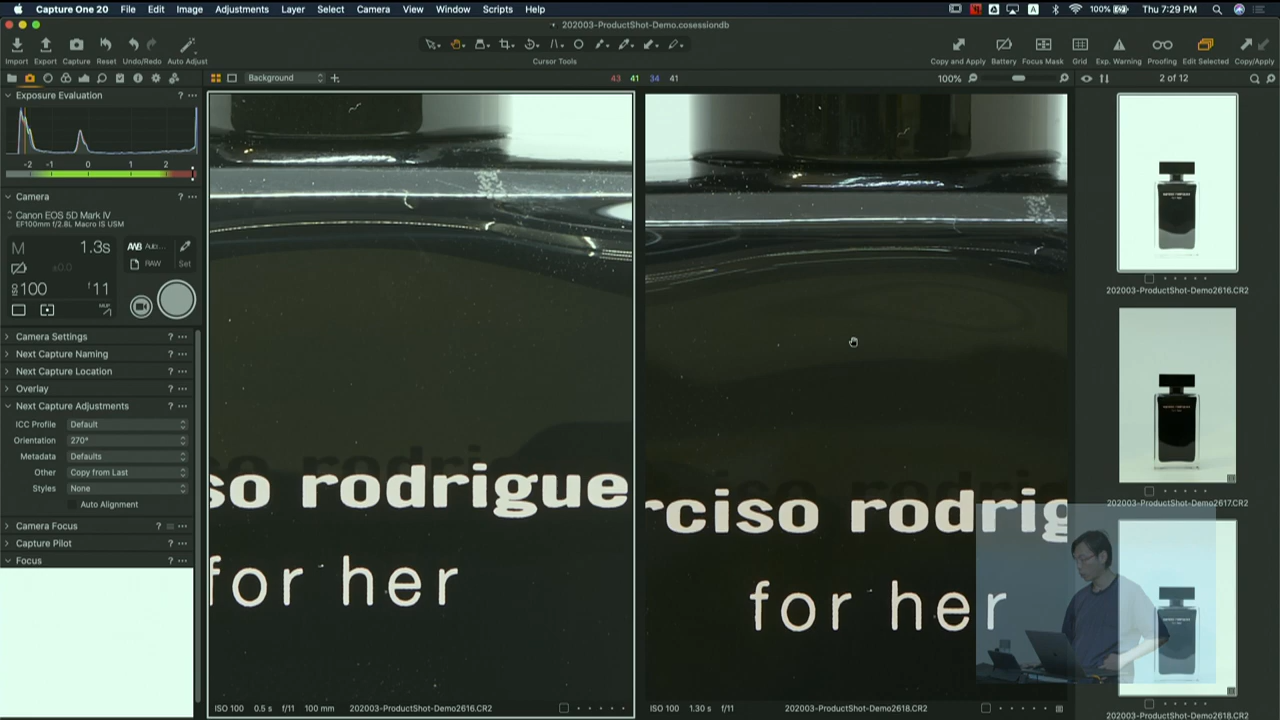 Capture One 20 File Edit Image Adjustments Layer Select Camera View Window Scripts Help
100% Thu 7:29 PM
202003-ProductShot-Demo.cosessiondb
Import Export Capture Reset Undo/Redo Auto Adjust
Cursor Tools
Copy and Apply Battery Focus Mask Grid Exp. Warning Proofing Edit Selected Copy/Apply
Background
43 41 34 41
100%
2 of 12
Exposure Evaluation
-2 -1 0 1 2
Camera
Canon EOS 5D Mark IV
EF100mm f/2.8L Macro IS USM
M 1.3s
AWB Auto...
±0.0
RAW Set
100 f11
Camera Settings
Next Capture Naming
Next Capture Location
Overlay
Next Capture Adjustments
ICC Profile Default
Orientation 270°
Metadata Defaults
Other Copy from Last
Styles None
Auto Alignment
Camera Focus
Capture Pilot
Focus
so rodrigue
for her
rciso rodrig
for her
ISO 100 0.5 s f/11 100 mm 202003-ProductShot-Demo2616.CR2
ISO 100 1.30 s f/11 202003-ProductShot-Demo2618.CR2
202003-ProductShot-Demo2616.CR2
202003-ProductShot-Demo2617.CR2
202003-ProductShot-Demo2618.CR2